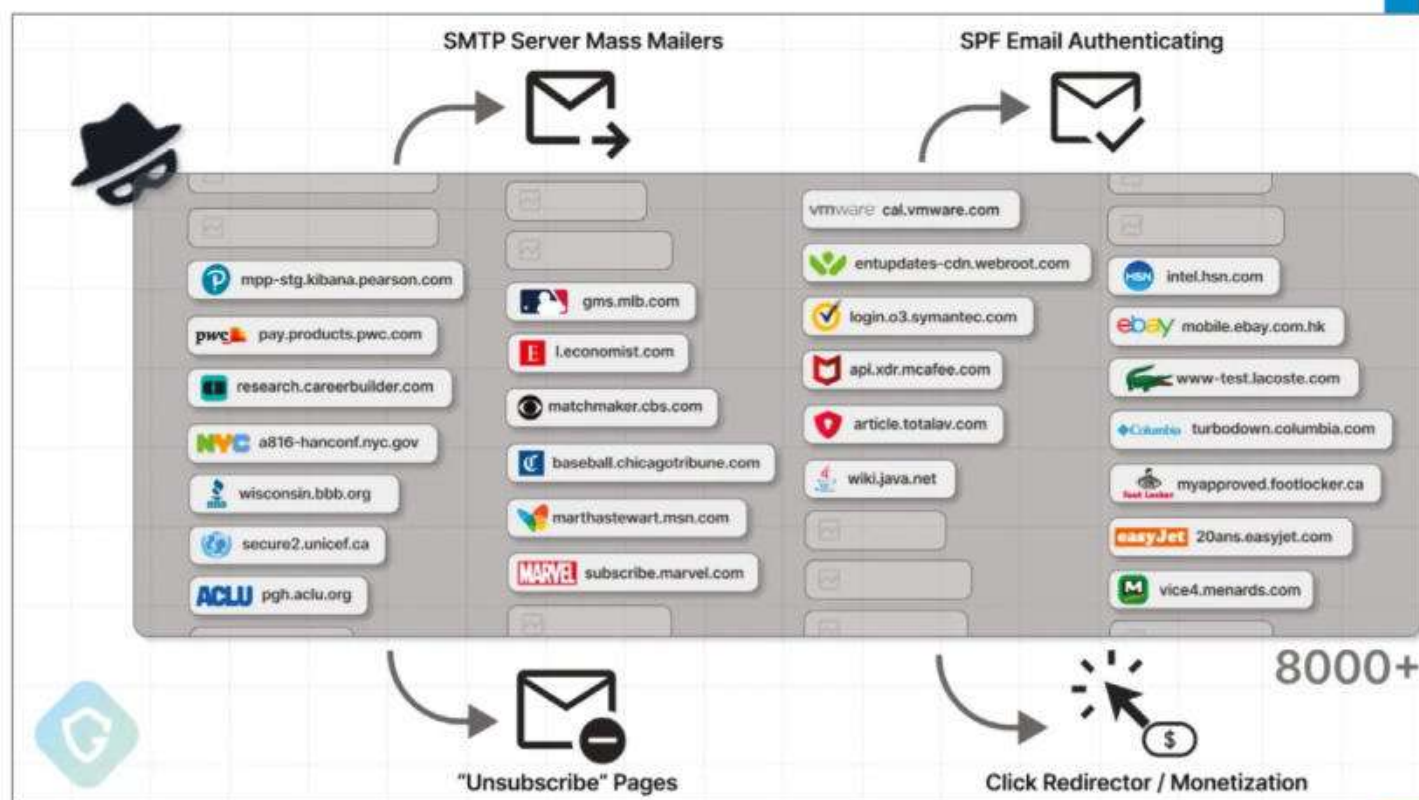 SMTP Server Mass Mailers
SPF Email Authenticating
mpp-stg.kibana.pearson.com
pwc pay.products.pwc.com
research.careerbuilder.com
NYC a816-hanconf.nyc.gov
wisconsin.bbb.org
secure2.unicef.ca
ACLU pgh.aclu.org
gms.mlb.com
E l.economist.com
matchmaker.cbs.com
C baseball.chicagotribune.com
marthastewart.msn.com
MARVEL subscribe.marvel.com
vmware cal.vmware.com
entupdates-cdn.webroot.com
login.o3.symantec.com
api.xdr.mcafee.com
article.totalav.com
wiki.java.net
HSN intel.hsn.com
ebay mobile.ebay.com.hk
www-test.lacoste.com
Columbia turbodown.columbia.com
Foot Locker myapproved.footlocker.ca
easyJet 20ans.easyjet.com
M vice4.menards.com
8000+
"Unsubscribe" Pages
$
Click Redirector / Monetization